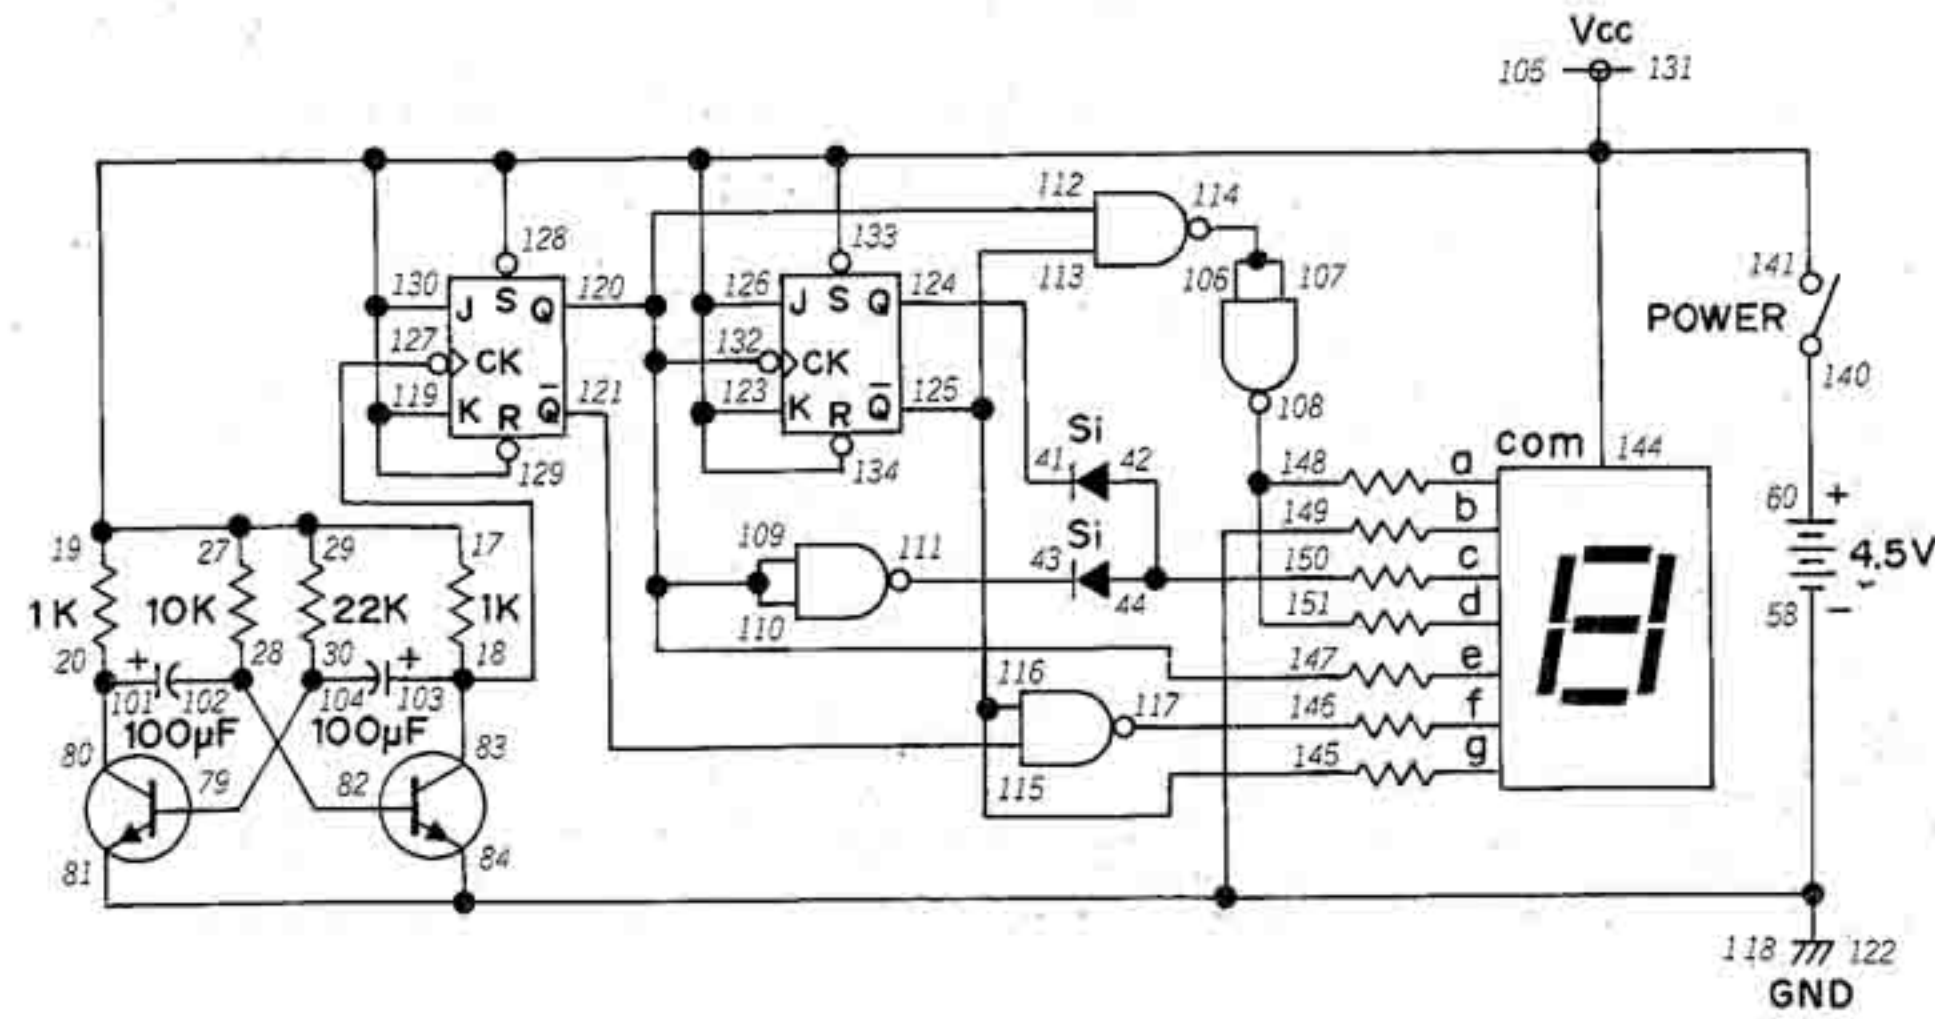 Vcc
105 131
112 114
128 133
113 106 107
141
POWER
140
130 J S Q 120
126 J S Q 124
127 CK
132 CK
119 K R Q̅ 121
123 K R Q̅ 125
129
134
108
com 144
Si
41 42
148 a
149 b
Si
43 44
150 c
151 d
147 e
146 f
145 g
60 +
4.5V
58 −
109 111
110
116 117
115
19 27 29 17
1K 10K 22K 1K
20 28 30 18
+ +
101 102 104 103
100µF 100µF
80 79 82 83
81 84
118 122
GND